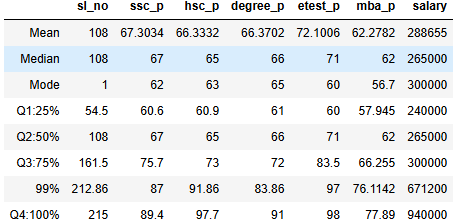 sl_no ssc_p hsc_p degree_p etest_p mba_p salary
Mean 108 67.3034 66.3332 66.3702 72.1006 62.2782 288655
Median 108 67 65 66 71 62 265000
Mode 1 62 63 65 60 56.7 300000
Q1:25% 54.5 60.6 60.9 61 60 57.945 240000
Q2:50% 108 67 65 66 71 62 265000
Q3:75% 161.5 75.7 73 72 83.5 66.255 300000
99% 212.86 87 91.86 83.86 97 76.1142 671200
Q4:100% 215 89.4 97.7 91 98 77.89 940000